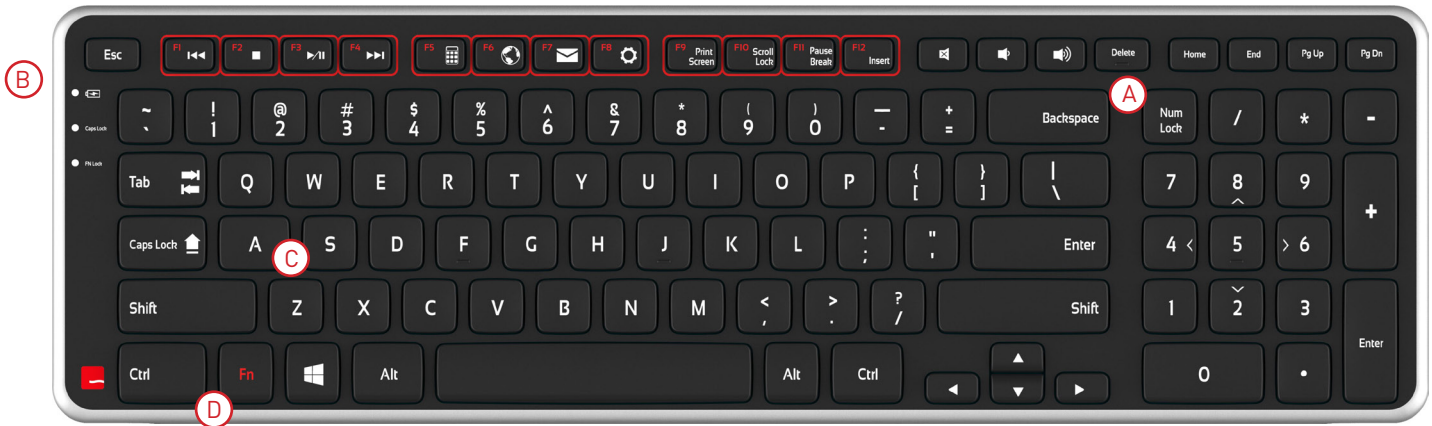 Esc F1 F2 F3 F4 F5 F6 F7 F8 F9 Print Screen F10 Scroll Lock F11 Pause Break F12 Insert Delete Home End Pg Up Pg Dn
B
A
~ ` ! 1 @ 2 # 3 $ 4 % 5 ^ 6 & 7 * 8 ( 9 ) 0 — - + = Backspace Num Lock / * -
Caps Lock
FN Lock
Tab Q W E R T Y U I O P { [ } ] | \ 7 8 9 +
Caps Lock A S D F G H J K L : ; " ' Enter 4 < 5 > 6
C
Shift Z X C V B N M < , > . ? / Shift 1 2 3 Enter
Ctrl Fn Alt Alt Ctrl 0 .
D